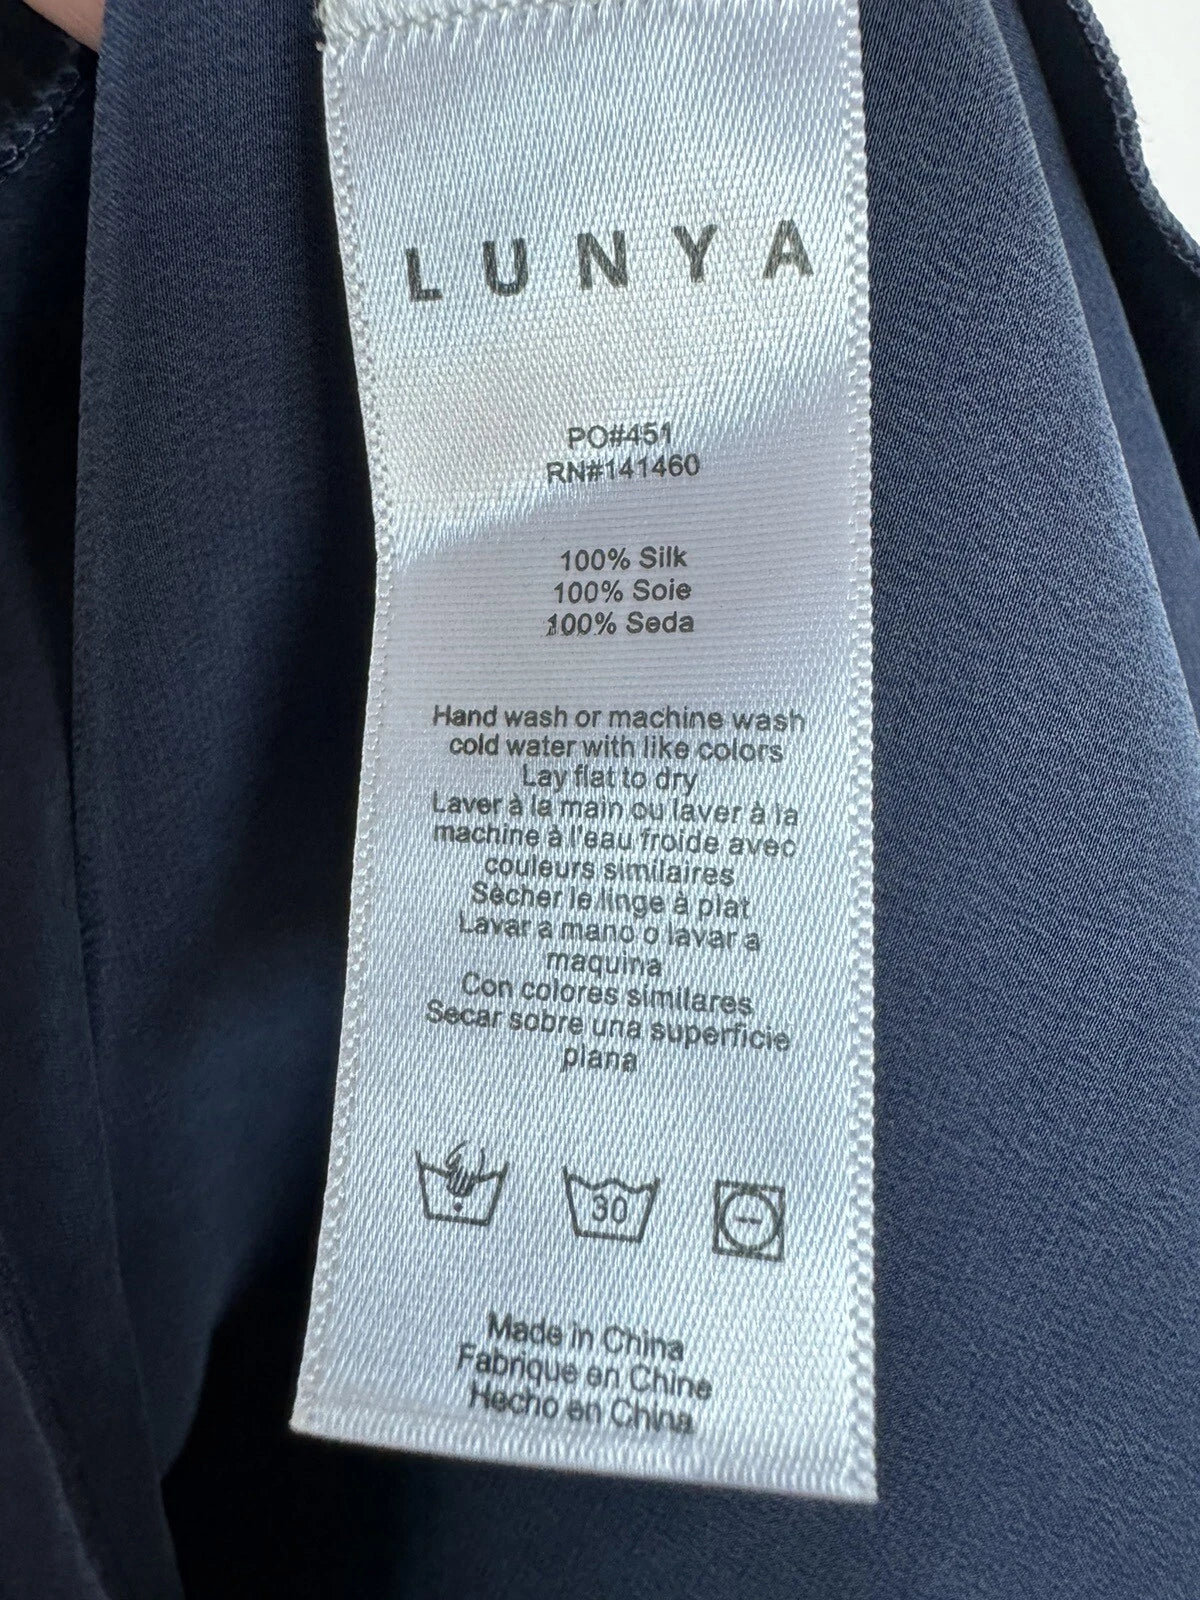 LUNYA
PO#451
RN#141460
100% Silk
100% Soie
100% Seda
Hand wash or machine wash
cold water with like colors
Lay flat to dry
Laver à la main ou laver à la
machine à l'eau froide avec
couleurs similaires
Sècher le linge à plat
Lavar a mano o lavar a
maquina
Con colores similares
Secar sobre una superficie
plana
30
Made in China
Fabrique en Chine
Hecho en China